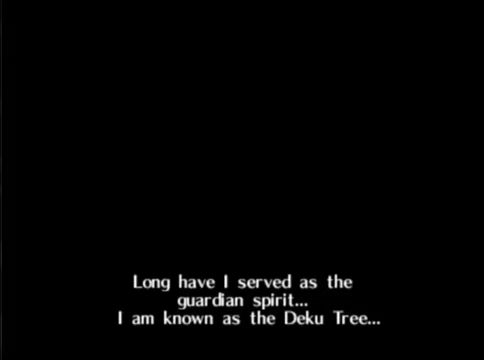 Long have I served as the
guardian spirit...
I am known as the Deku Tree...